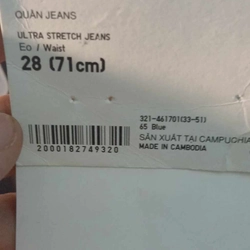 QUẦN JEANS
ULTRA STRETCH JEANS
Eo / Waist
28 (71cm)
321-461701(33-51)
65 Blue
SẢN XUẤT TẠI CAMPUCHIA
MADE IN CAMBODIA
2000182749320